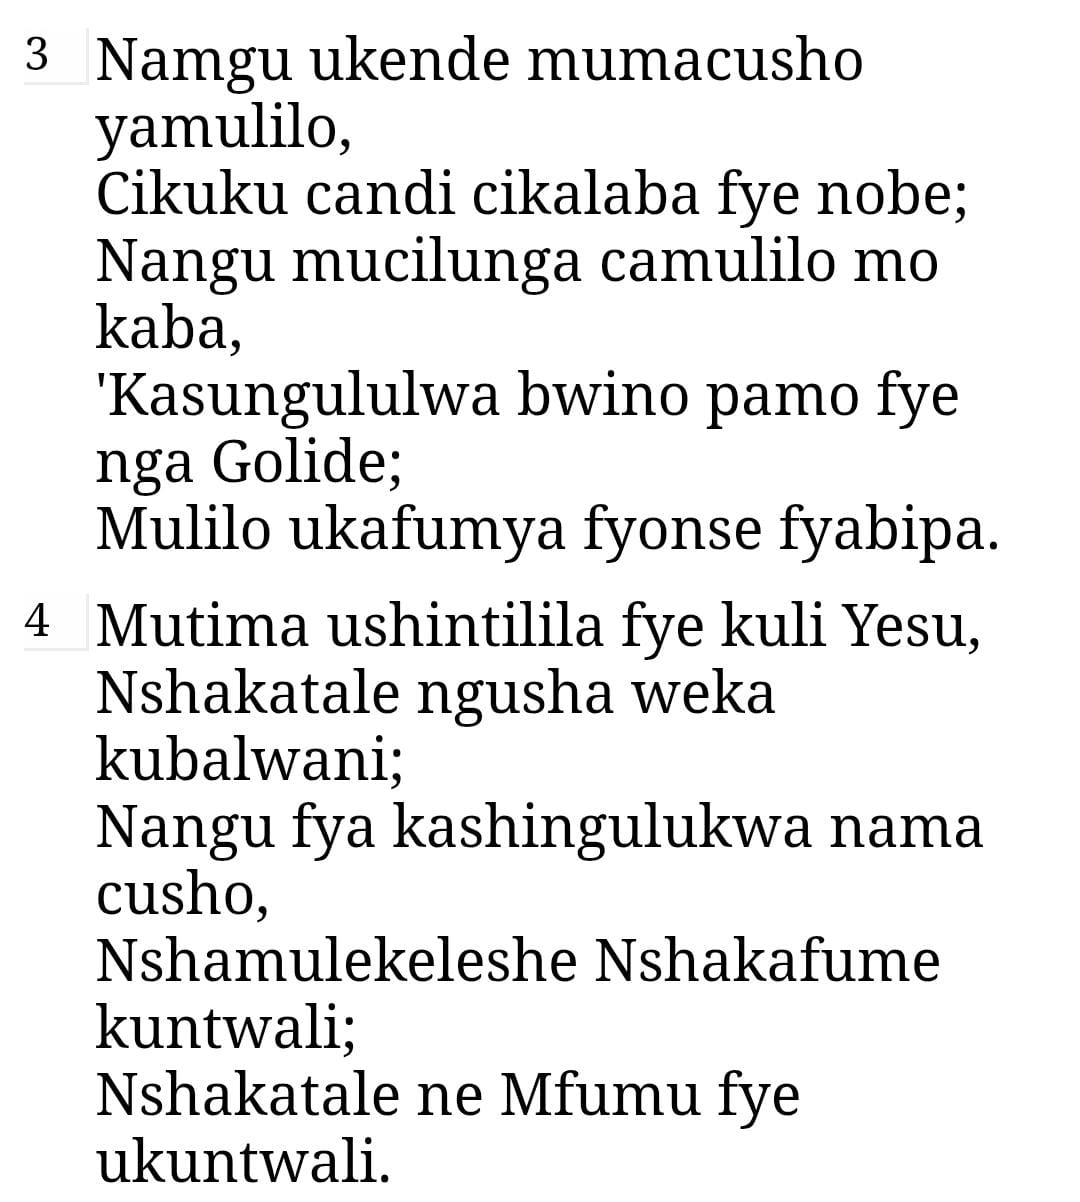 3 Namgu ukende mumacusho
yamulilo,
Cikuku candi cikalaba fye nobe;
Nangu mucilunga camulilo mo
kaba,
'Kasungululwa bwino pamo fye
nga Golide;
Mulilo ukafumya fyonse fyabipa.
4 Mutima ushintilila fye kuli Yesu,
Nshakatale ngusha weka
kubalwani;
Nangu fya kashingulukwa nama
cusho,
Nshamulekeleshe Nshakafume
kuntwali;
Nshakatale ne Mfumu fye
ukuntwali.